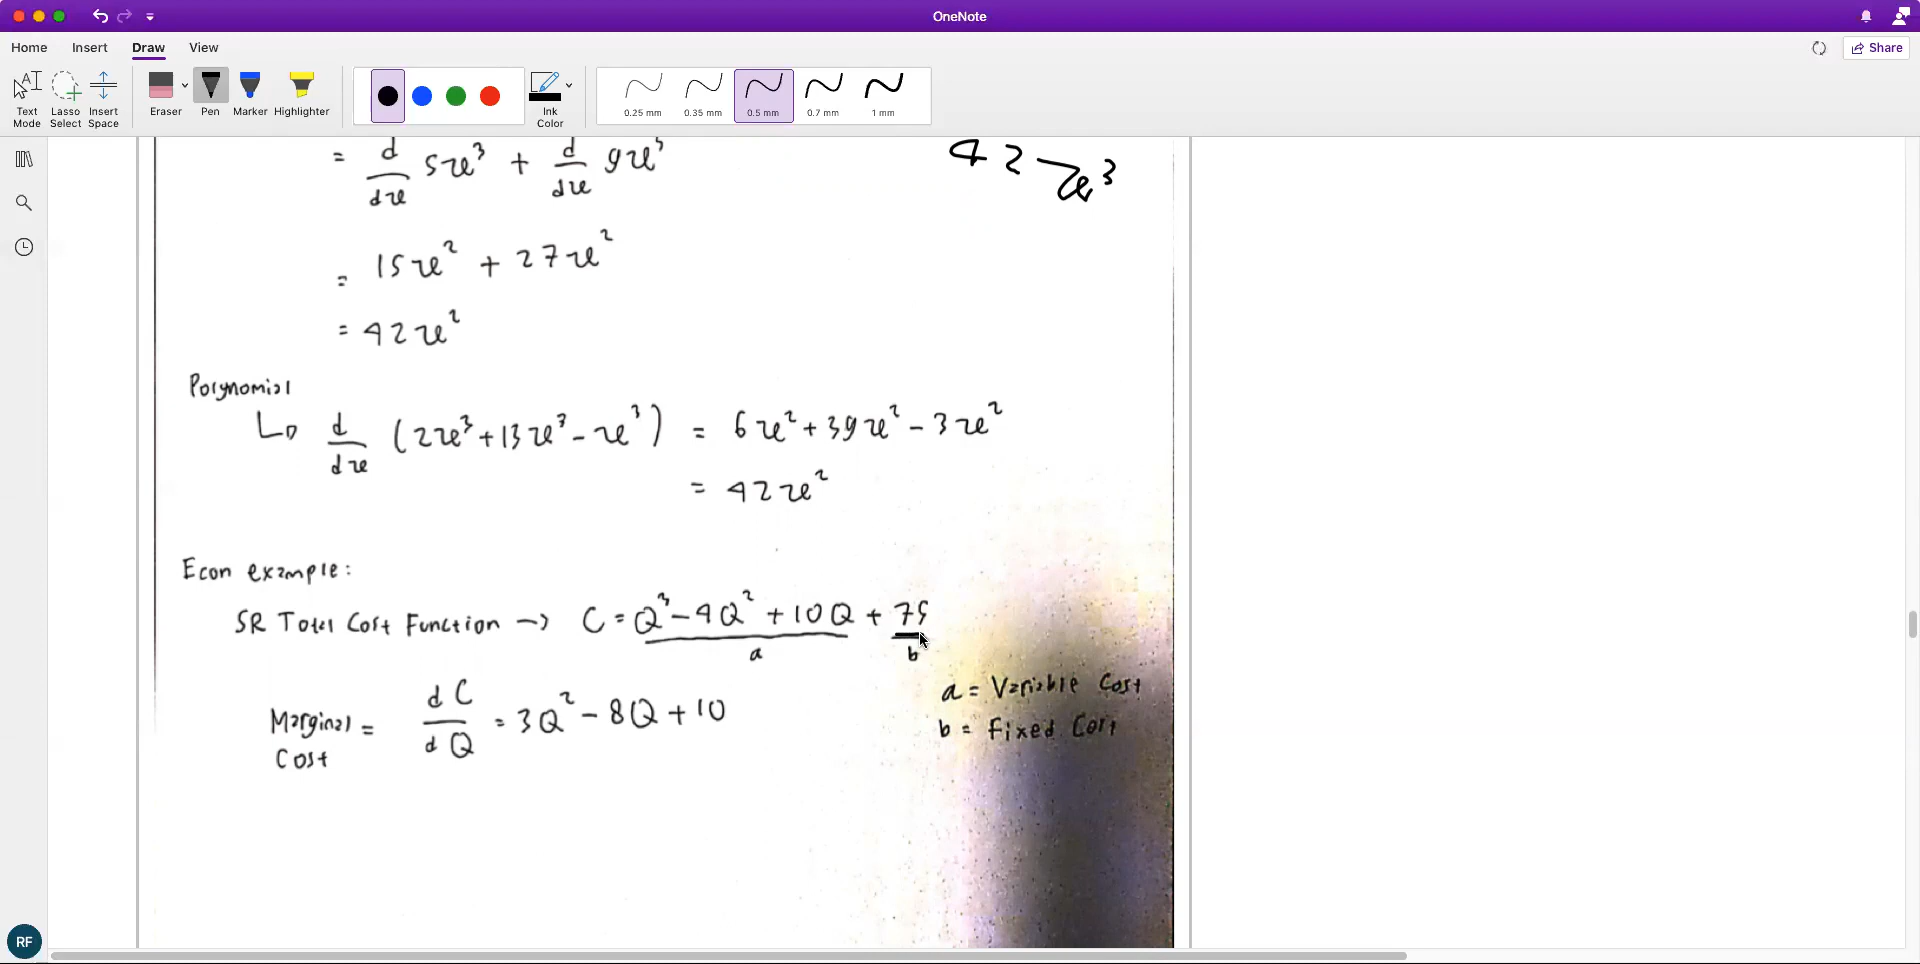 OneNote
Home Insert Draw View
Share
Text Mode
Lasso Select
Insert Space
Eraser
Pen
Marker
Highlighter
Ink Color
0.25 mm
0.35 mm
0.5 mm
0.7 mm
1 mm
= d/dx 5x³ + d/dx 9x³
42x³
= 15x² + 27x²
= 42x²
Polynomial
d/dx (2x³ + 13x³ - x³) = 6x² + 39x² - 3x²
= 42x²
Econ example:
SR Total Cost Function → C = Q³ - 4Q² + 10Q + 75
a b
a = Variable Cost
b = Fixed Cost
Marginal Cost = dC/dQ = 3Q² - 8Q + 10
RF